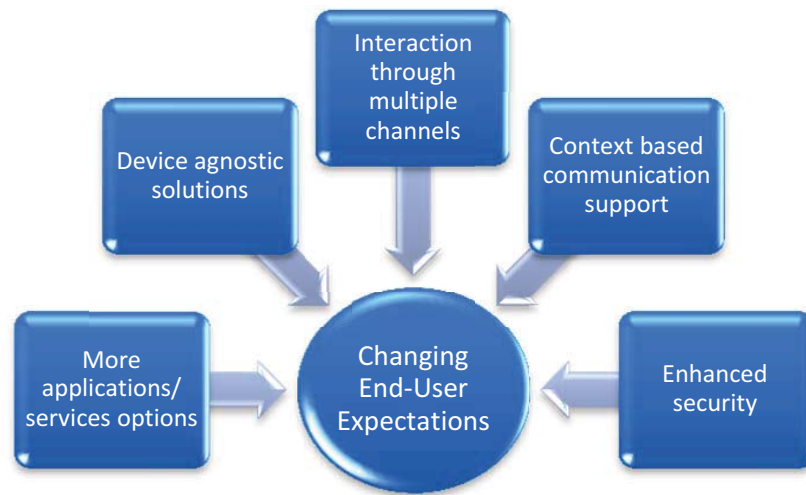 Interaction
through
multiple
channels
Device agnostic
solutions
Context based
communication
support
More
applications/
services options
Changing
End-User
Expectations
Enhanced
security